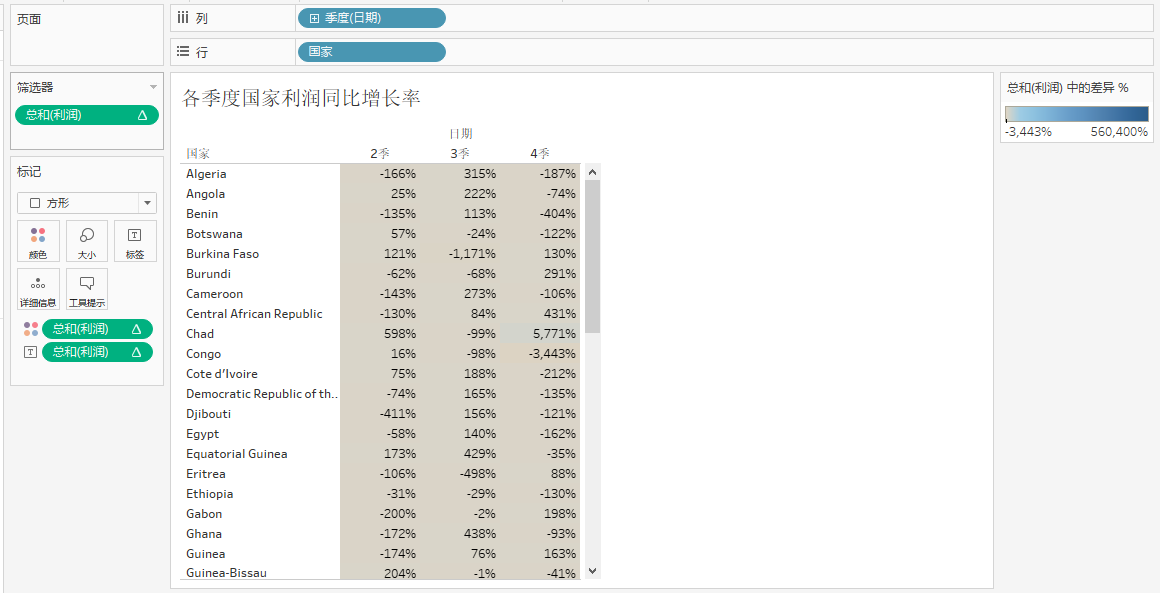 页面
列
季度(日期)
行
国家
筛选器
总和(利润) Δ
标记
方形
颜色
大小
标签
详细信息
工具提示
总和(利润) Δ
总和(利润) Δ
各季度国家利润同比增长率
日期
国家 2季 3季 4季
Algeria -166% 315% -187%
Angola 25% 222% -74%
Benin -135% 113% -404%
Botswana 57% -24% -122%
Burkina Faso 121% -1,171% 130%
Burundi -62% -68% 291%
Cameroon -143% 273% -106%
Central African Republic -130% 84% 431%
Chad 598% -99% 5,771%
Congo 16% -98% -3,443%
Cote d’Ivoire 75% 188% -212%
Democratic Republic of th.. -74% 165% -135%
Djibouti -411% 156% -121%
Egypt -58% 140% -162%
Equatorial Guinea 173% 429% -35%
Eritrea -106% -498% 88%
Ethiopia -31% -29% -130%
Gabon -200% -2% 198%
Ghana -172% 438% -93%
Guinea -174% 76% 163%
Guinea-Bissau 204% -1% -41%
总和(利润) 中的差异 %
-3,443% 560,400%